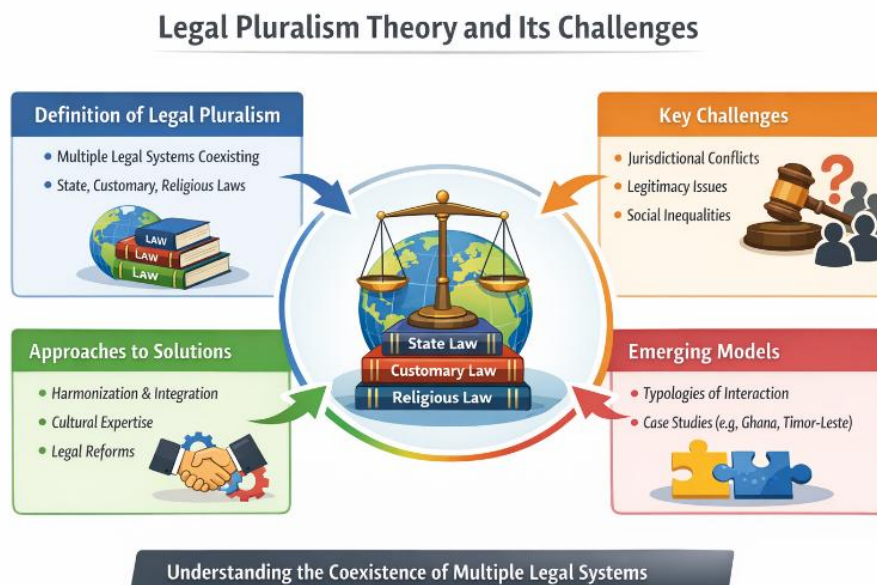 Legal Pluralism Theory and Its Challenges
Definition of Legal Pluralism
• Multiple Legal Systems Coexisting
• State, Customary, Religious Laws
LAW
LAW
LAW
Key Challenges
• Jurisdictional Conflicts
• Legitimacy Issues
• Social Inequalities
?
State Law
Customary Law
Religious Law
Approaches to Solutions
• Harmonization & Integration
• Cultural Expertise
• Legal Reforms
Emerging Models
• Typologies of Interaction
• Case Studies (e.g, Ghana, Timor-Leste)
Understanding the Coexistence of Multiple Legal Systems